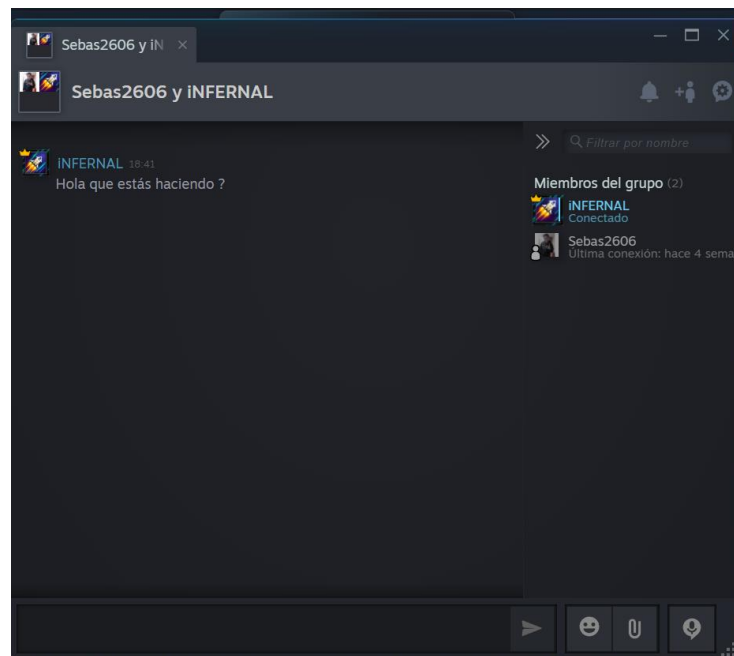 Sebas2606 y iN
Sebas2606 y iNFERNAL
iNFERNAL 18:41
Hola que estás haciendo ?
Filtrar por nombre
Miembros del grupo (2)
iNFERNAL
Conectado
Sebas2606
Última conexión: hace 4 sema